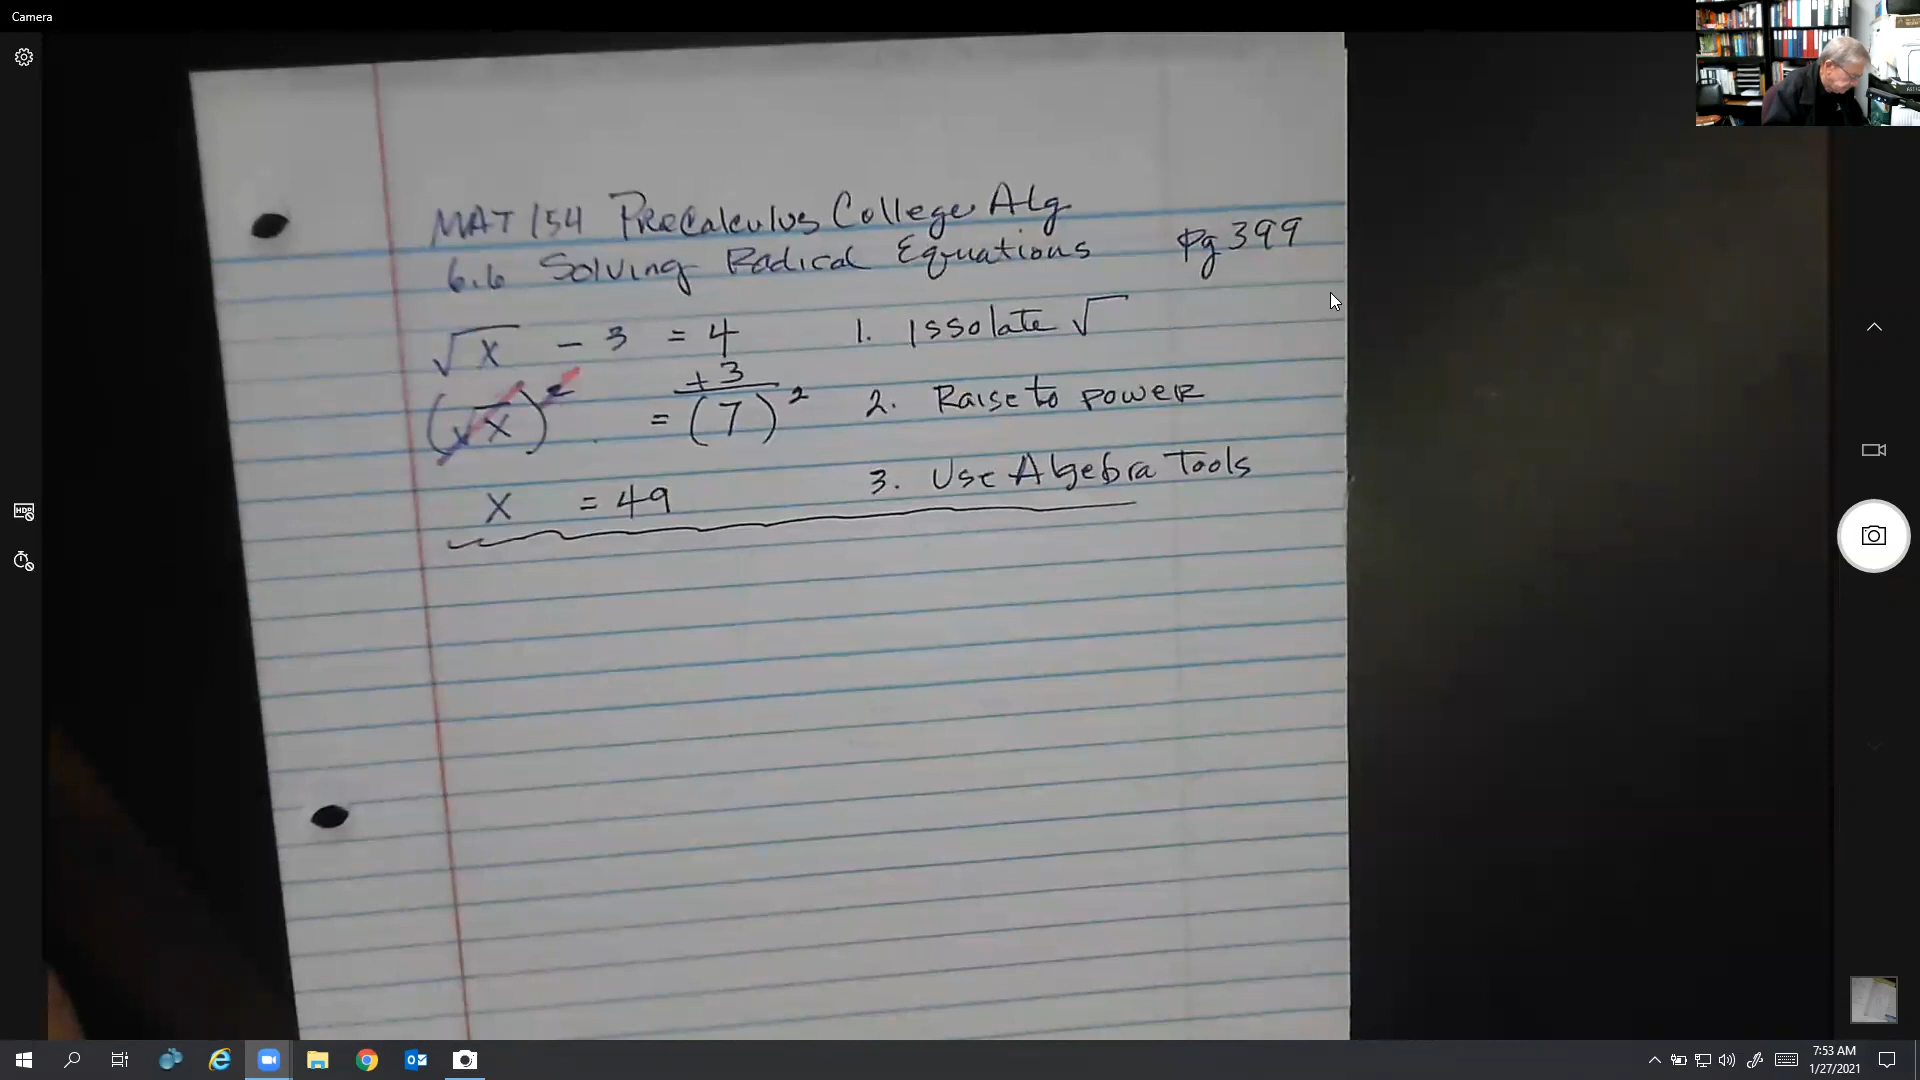 Camera
MAT 154 Precalculus College Alg
6.6 Solving Radical Equations pg 399
√x - 3 = 4 1. Issolate √
+3
(√x)² = (7)² 2. Raise to power
x = 49 3. Use Algebra Tools
7:53 AM
1/27/2021